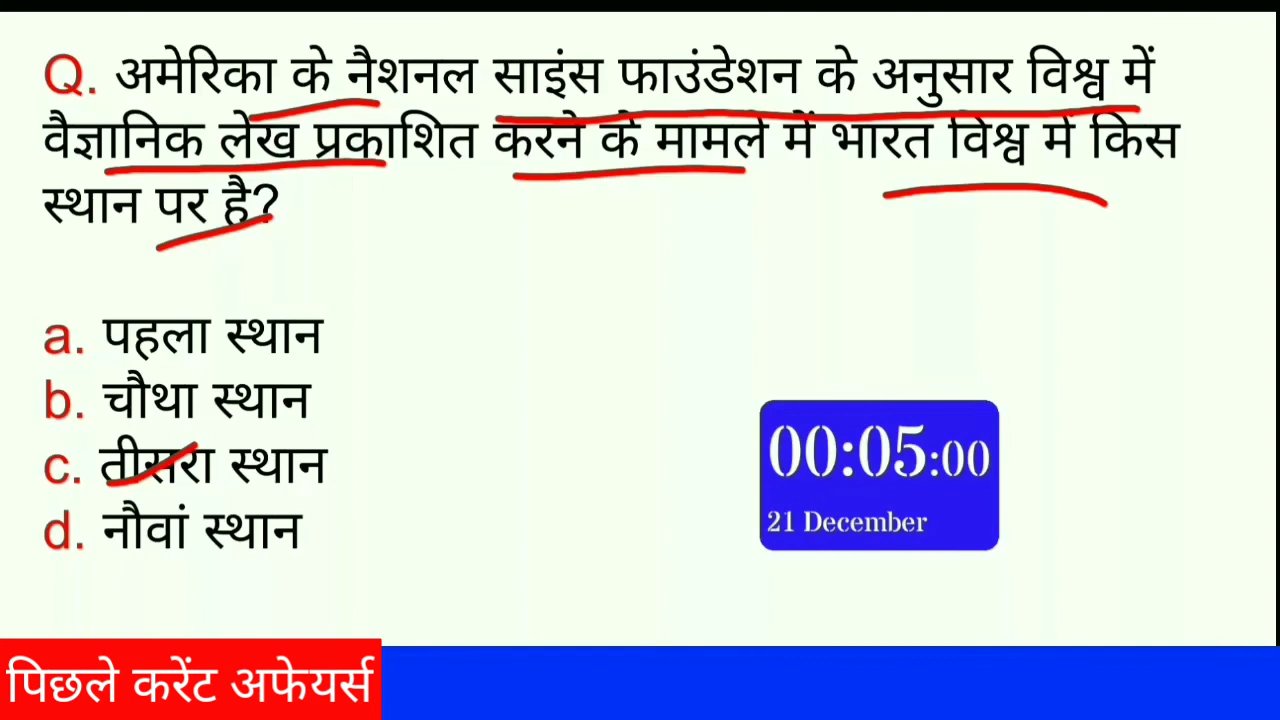 Q. अमेरिका के नैशनल साइंस फाउंडेशन के अनुसार विश्व में
वैज्ञानिक लेख प्रकाशित करने के मामले में भारत विश्व में किस
स्थान पर है?
a. पहला स्थान
b. चौथा स्थान
c. तीसरा स्थान
d. नौवां स्थान
00:05:00
21 December
पिछले करेंट अफेयर्स